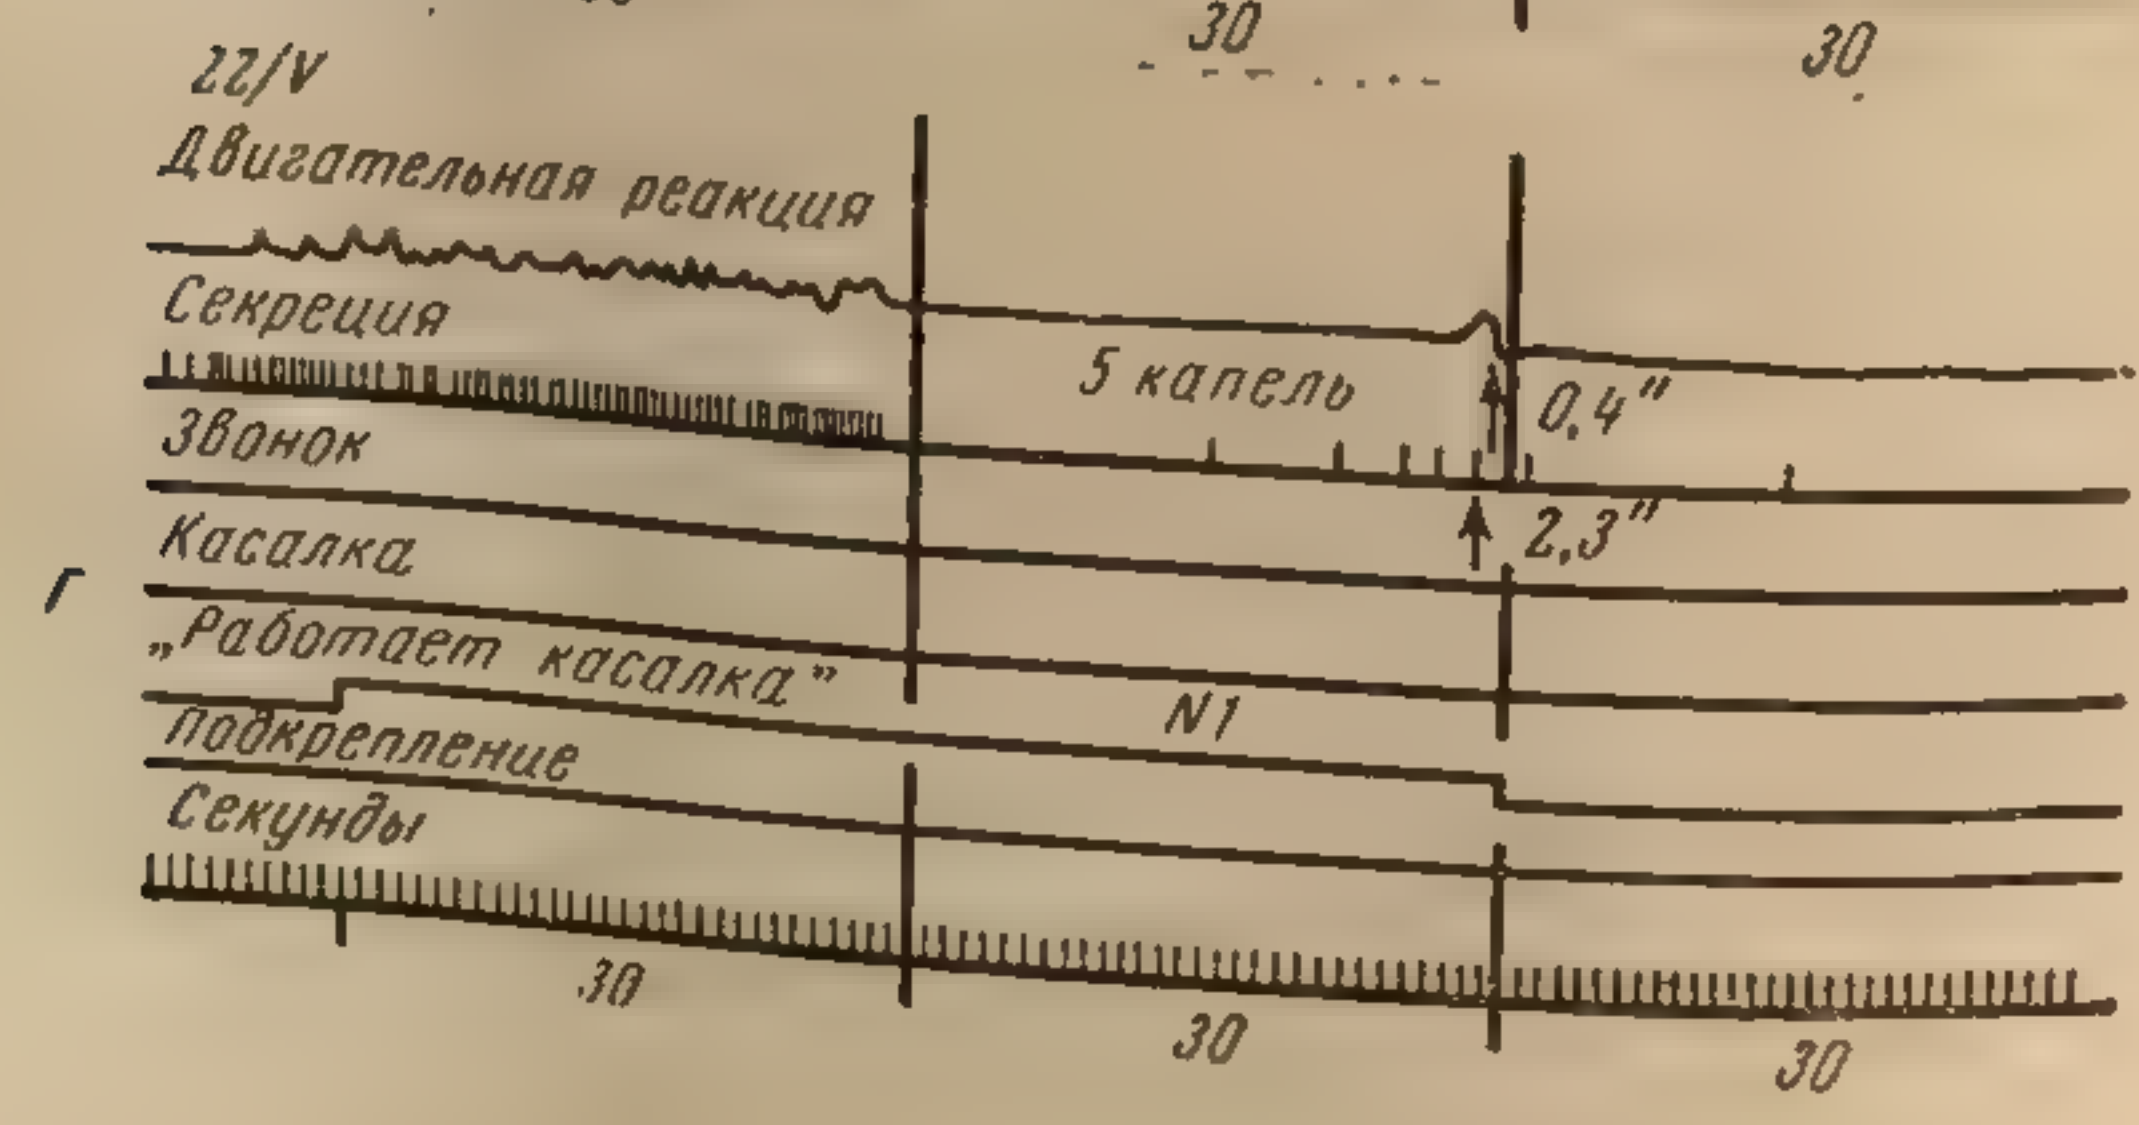 30
30
22/V
Двигательная реакция
Секреция
5 капель
0,4"
Звонок
2,3"
Касалка
Г
„Работает касалка"
N1
Подкрепление
Секунды
30
30
30